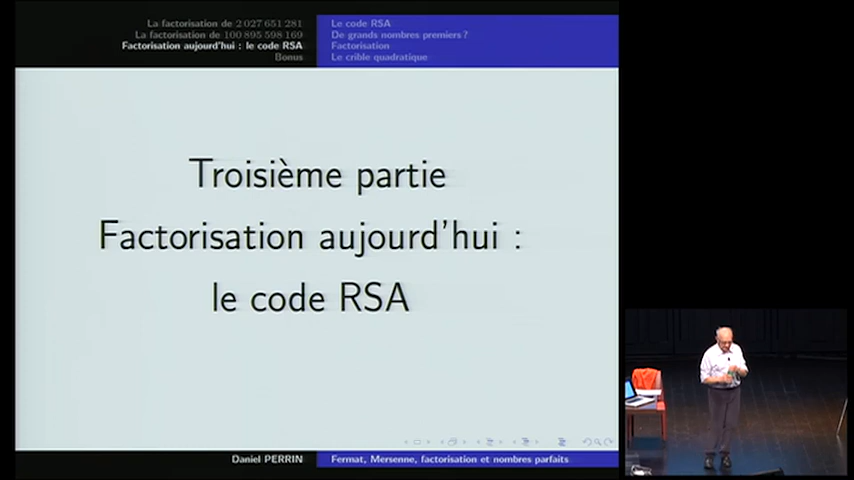 La factorisation de 2 027 651 281
La factorisation de 100 895 598 169
Factorisation aujourd'hui : le code RSA
Bonus
Le code RSA
De grands nombres premiers ?
Factorisation
Le crible quadratique
Troisième partie
Factorisation aujourd'hui :
le code RSA
Daniel PERRIN
Fermat, Mersenne, factorisation et nombres parfaits